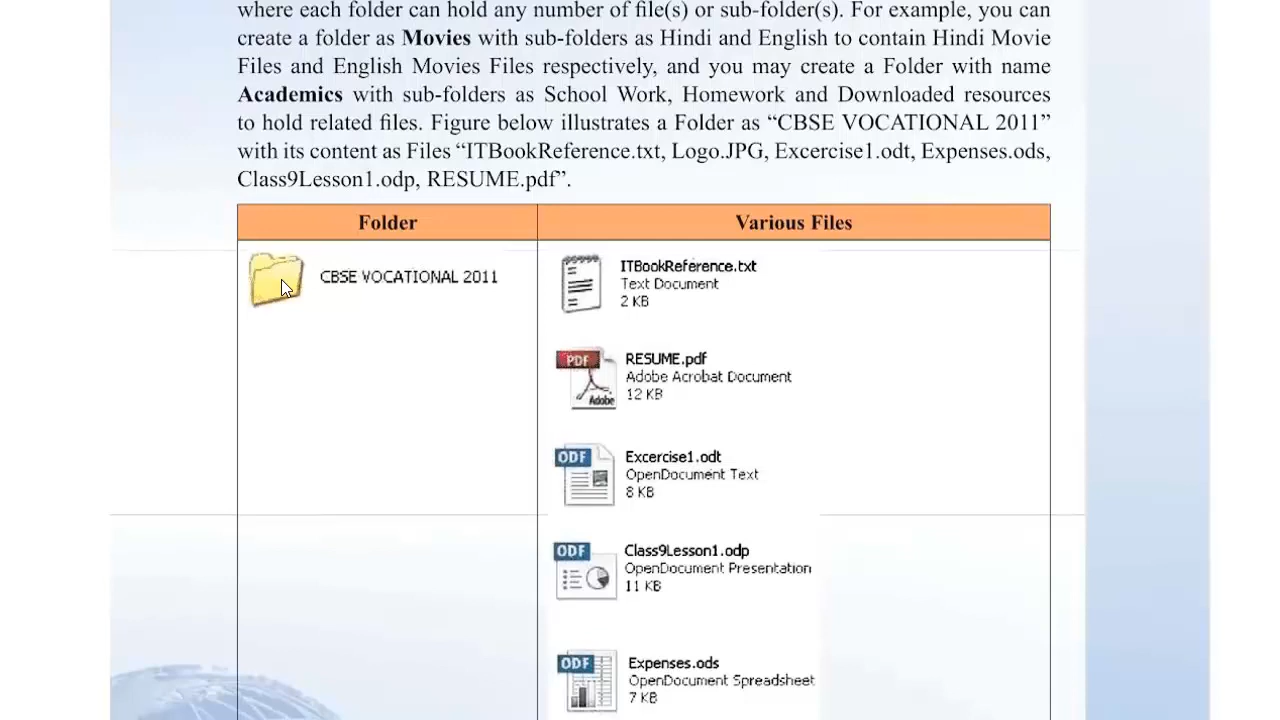 where each folder can hold any number of file(s) or sub-folder(s). For example, you can
create a folder as Movies with sub-folders as Hindi and English to contain Hindi Movie
Files and English Movies Files respectively, and you may create a Folder with name
Academics with sub-folders as School Work, Homework and Downloaded resources
to hold related files. Figure below illustrates a Folder as “CBSE VOCATIONAL 2011”
with its content as Files “ITBookReference.txt, Logo.JPG, Excercise1.odt, Expenses.ods,
Class9Lesson1.odp, RESUME.pdf”.
Folder
Various Files
CBSE VOCATIONAL 2011
ITBookReference.txt
Text Document
2 KB
PDF
Adobe
RESUME.pdf
Adobe Acrobat Document
12 KB
ODF
Excercise1.odt
OpenDocument Text
8 KB
ODF
Class9Lesson1.odp
OpenDocument Presentation
11 KB
ODF
Expenses.ods
OpenDocument Spreadsheet
7 KB